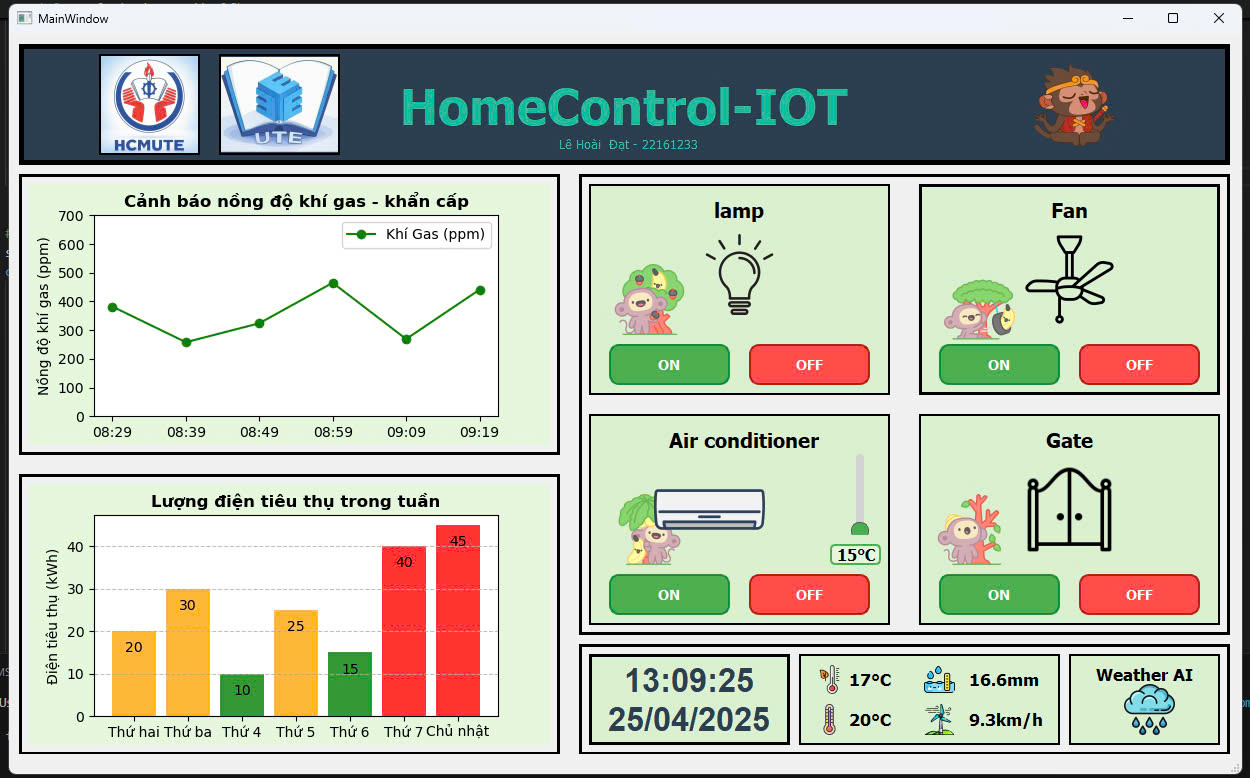 MainWindow
HCMUTE
UTE
HomeControl-IOT
Lê Hoài Đạt - 22161233
Cảnh báo nồng độ khí gas - khẩn cấp
Nồng độ khí gas (ppm)
700
600
500
400
300
200
100
0
Khí Gas (ppm)
08:29 08:39 08:49 08:59 09:09 09:19
Lượng điện tiêu thụ trong tuần
Điện tiêu thụ (kWh)
40
30
20
10
0
20 30 10 25 15 40 45
Thứ hai Thứ ba Thứ 4 Thứ 5 Thứ 6 Thứ 7 Chủ nhật
lamp
ON OFF
Fan
ON OFF
Air conditioner
15°C
ON OFF
Gate
ON OFF
13:09:25
25/04/2025
17°C 16.6mm
20°C 9.3km/h
Weather AI